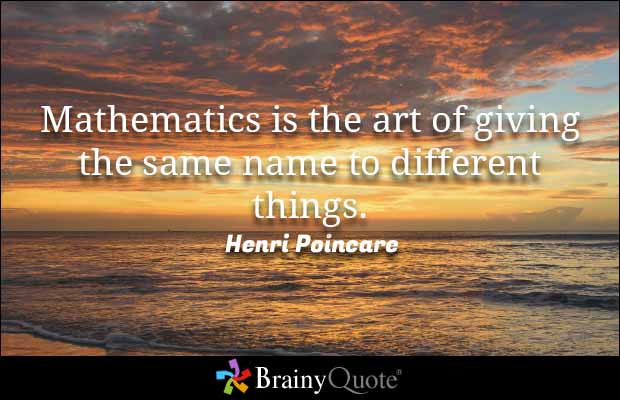 Mathematics is the art of giving
the same name to different
things.
Henri Poincare
BrainyQuote®